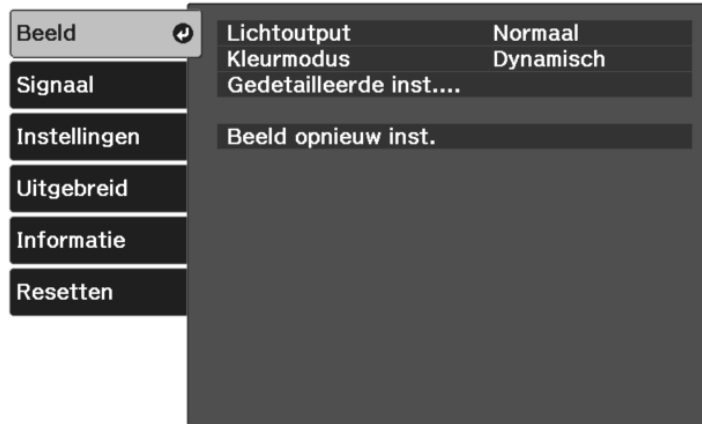 Beeld
Signaal
Instellingen
Uitgebreid
Informatie
Resetten
Lichtoutput Normaal
Kleurmodus Dynamisch
Gedetailleerde inst....
Beeld opnieuw inst.